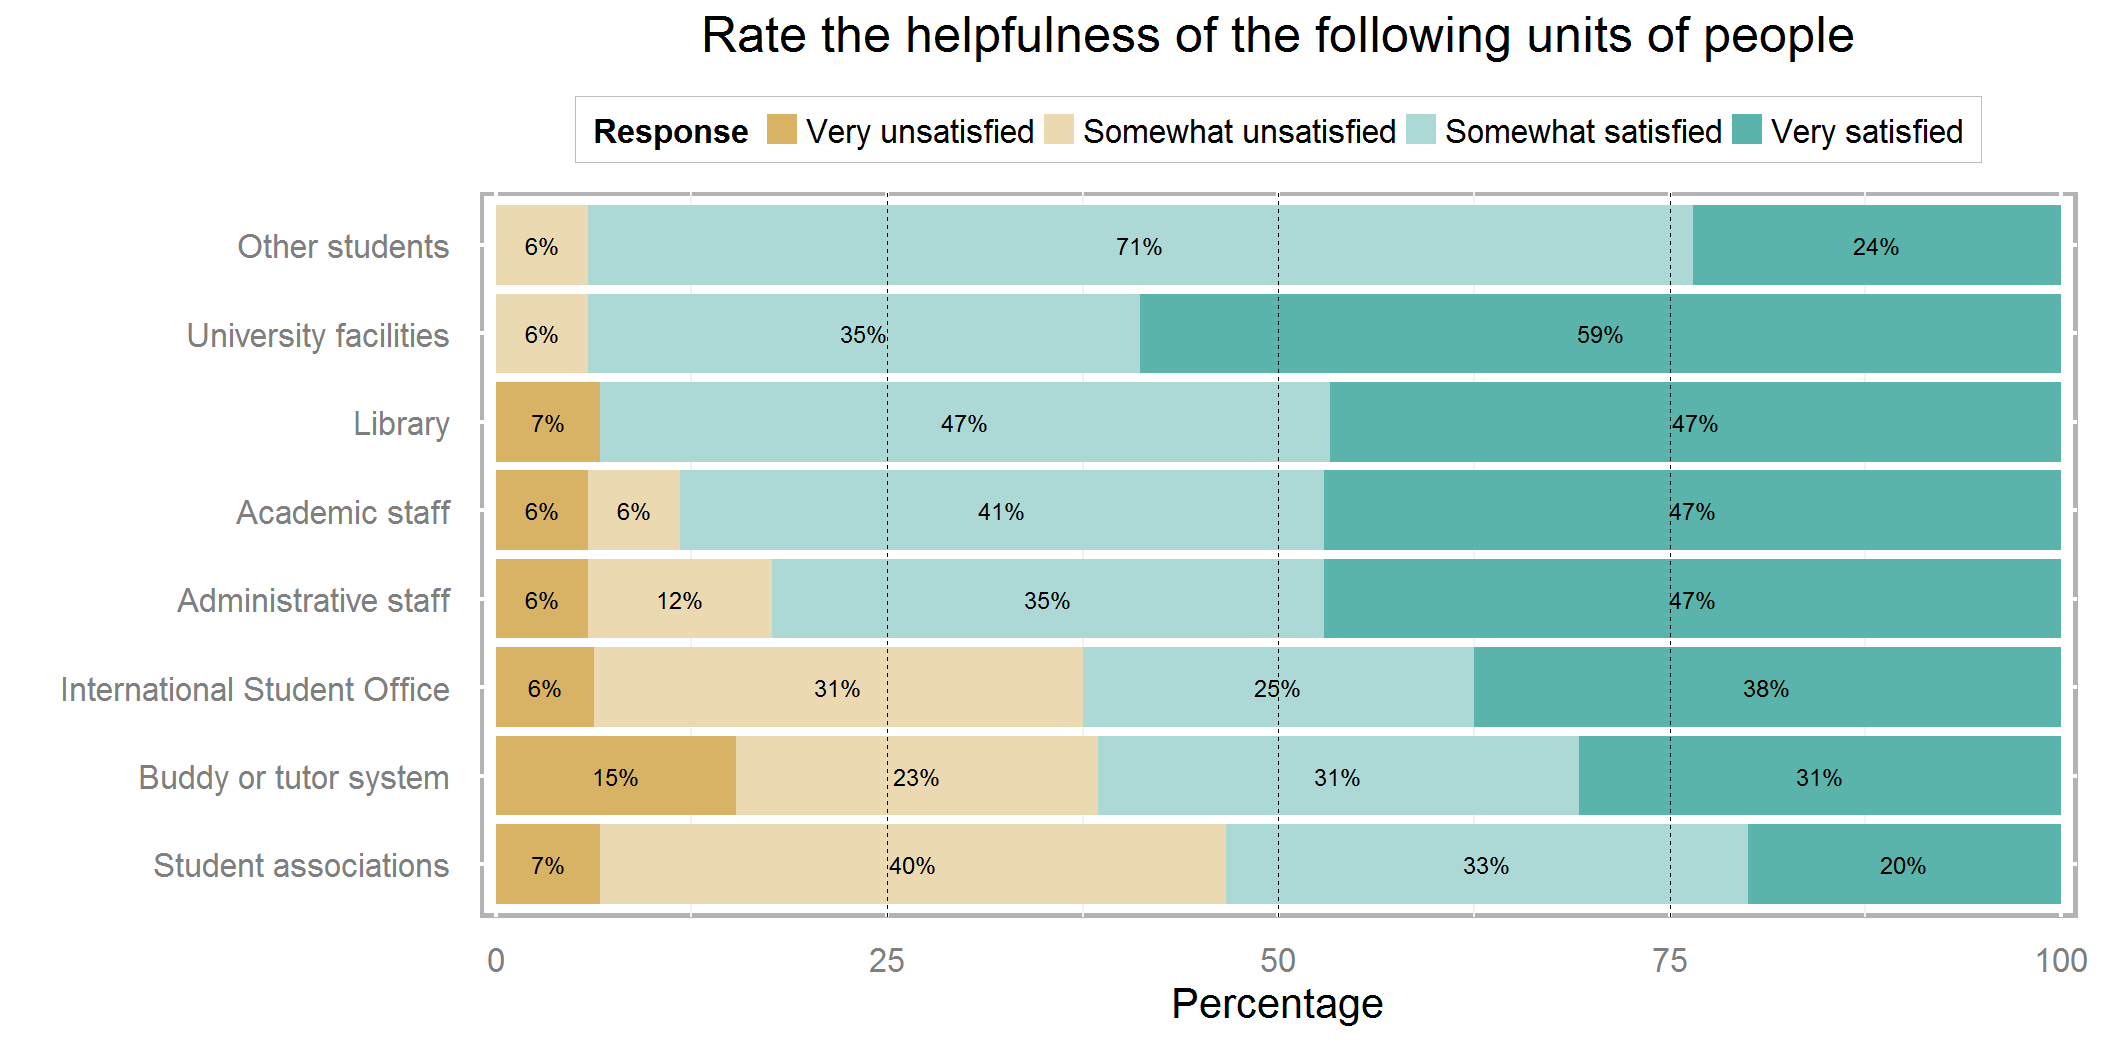 Rate the helpfulness of the following units of people
Response Very unsatisfied Somewhat unsatisfied Somewhat satisfied Very satisfied
Other students 6% 71% 24%
University facilities 6% 35% 59%
Library 7% 47% 47%
Academic staff 6% 6% 41% 47%
Administrative staff 6% 12% 35% 47%
International Student Office 6% 31% 25% 38%
Buddy or tutor system 15% 23% 31% 31%
Student associations 7% 40% 33% 20%
0 25 50 75 100
Percentage